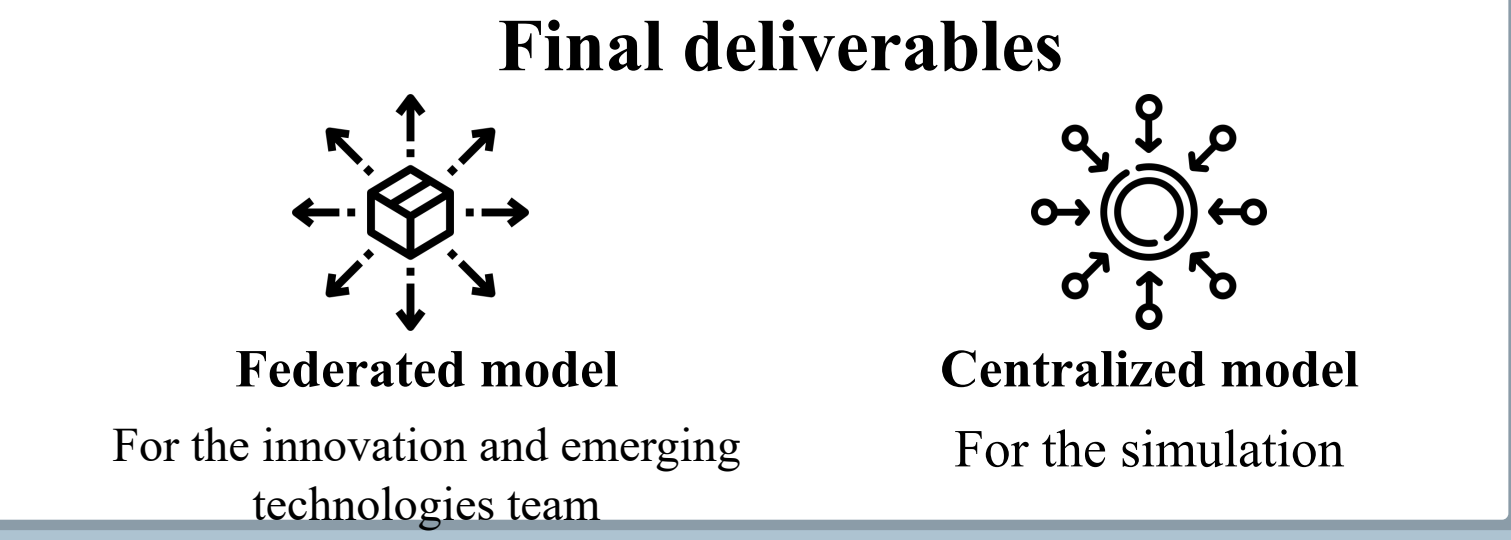 Final deliverables
Federated model
For the innovation and emerging
technologies team
Centralized model
For the simulation